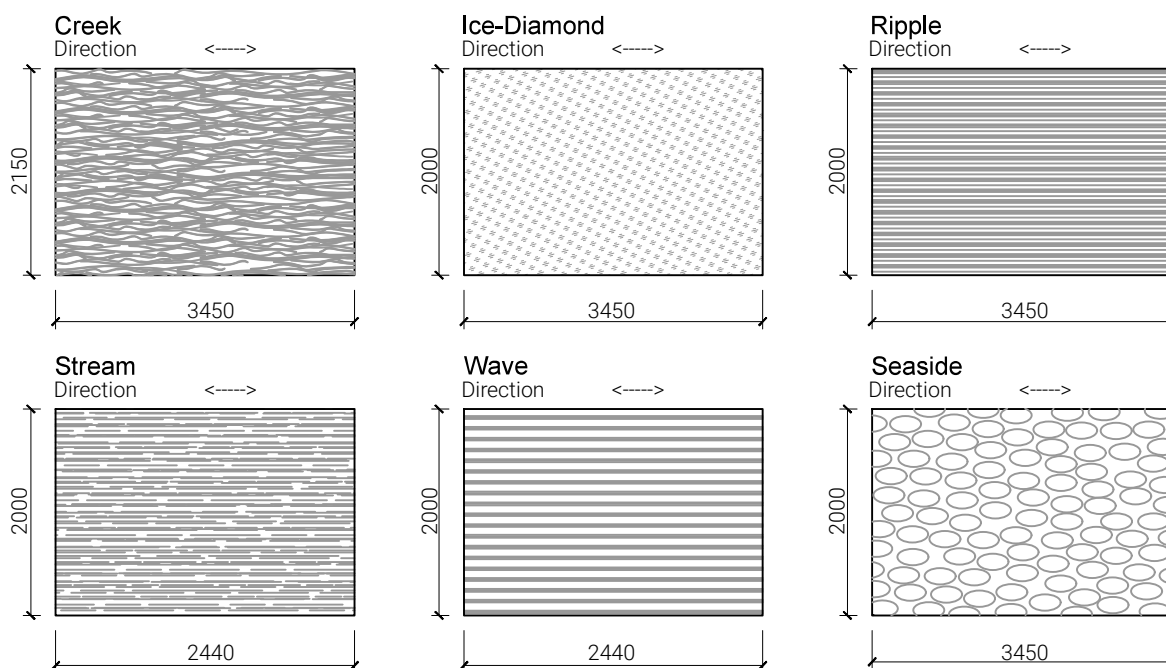 Creek
Direction <----->
2150
3450
Ice-Diamond
Direction <----->
2000
3450
Ripple
Direction <----->
2000
3450
Stream
Direction <----->
2000
2440
Wave
Direction <----->
2000
2440
Seaside
Direction <----->
2000
3450